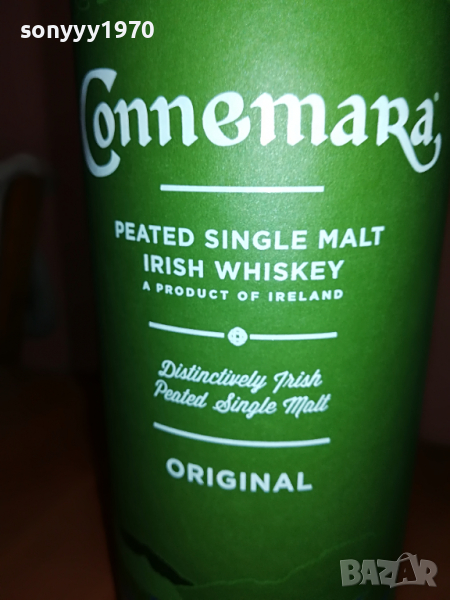 sonyyy1970
Connemara
PEATED SINGLE MALT
IRISH WHISKEY
A PRODUCT OF IRELAND
Distinctively Irish
Peated Single Malt
ORIGINAL
BAZAR